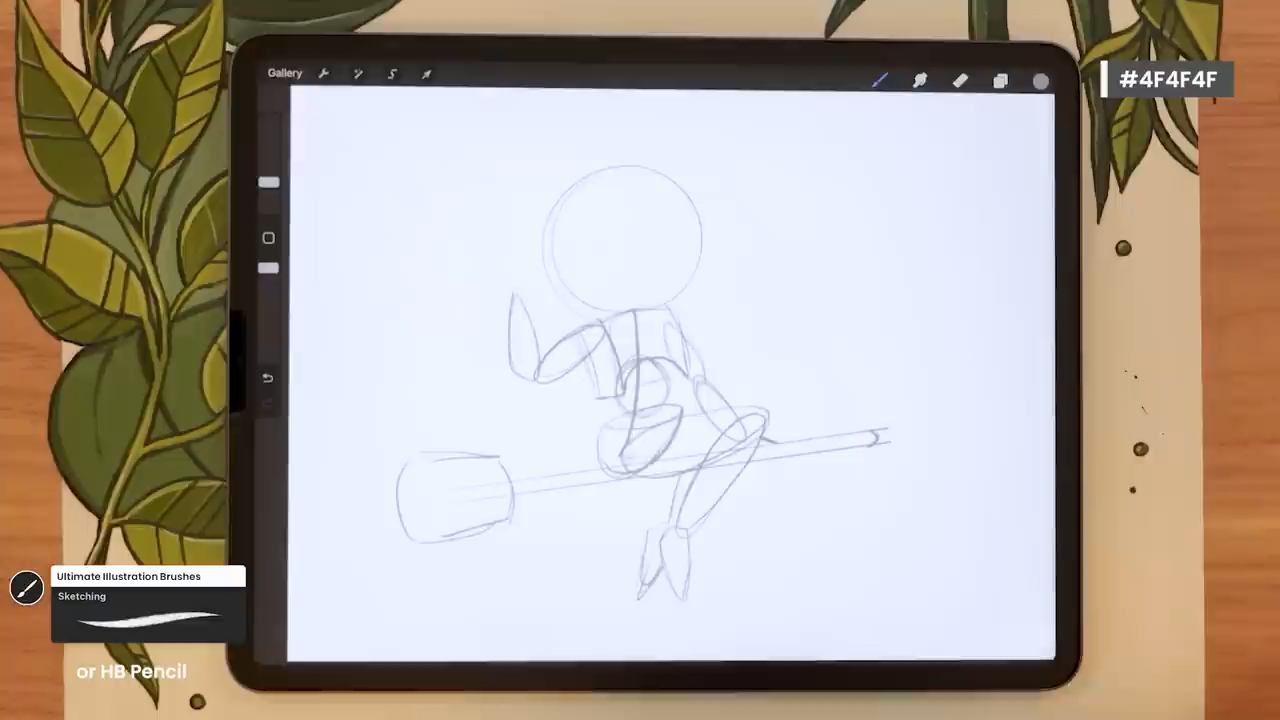 Gallery
#4F4F4F
Ultimate Illustration Brushes
Sketching
or HB Pencil